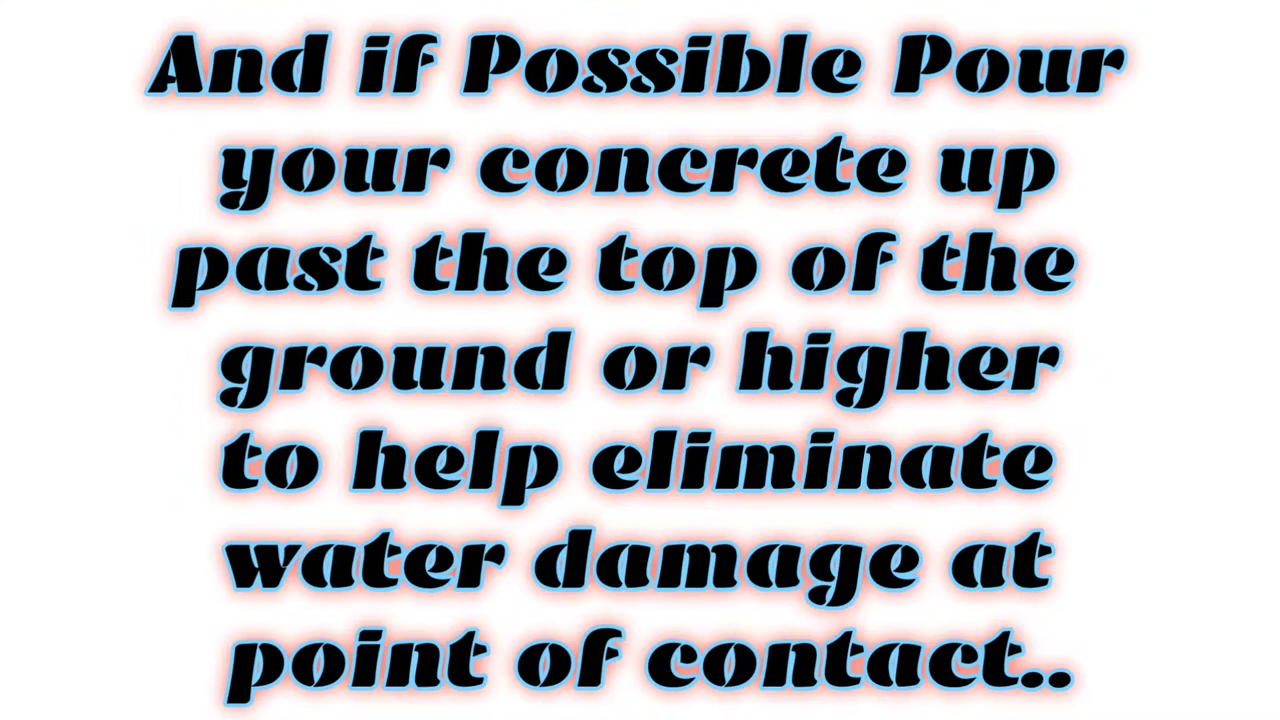 And if Possible Pour
your concrete up
past the top of the
ground or higher
to help eliminate
water damage at
point of contact..